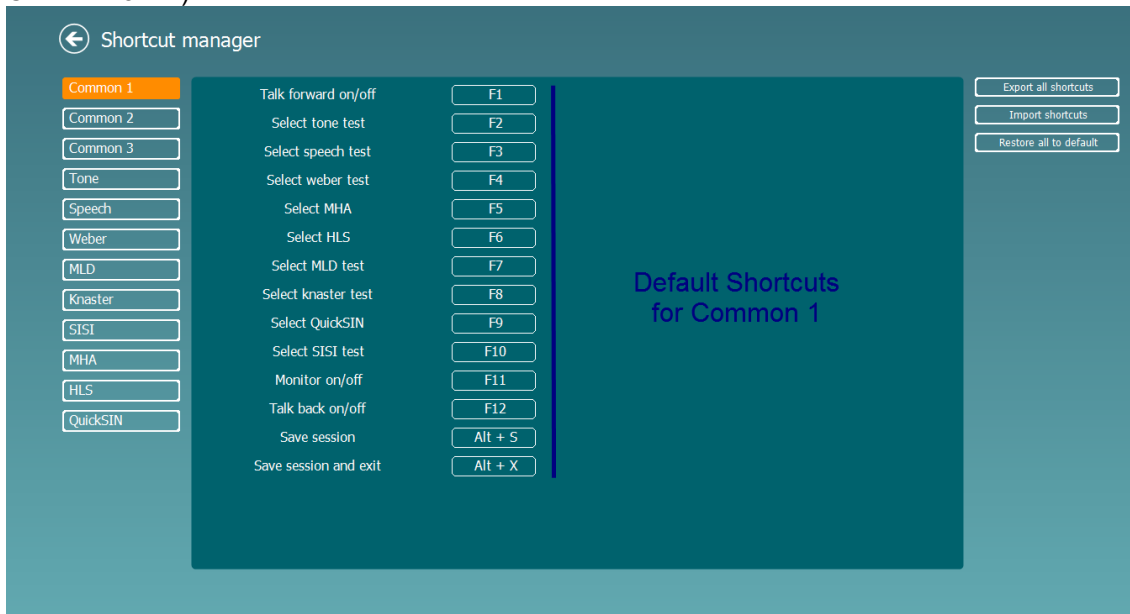 Shortcut manager
Common 1
Common 2
Common 3
Tone
Speech
Weber
MLD
Knaster
SISI
MHA
HLS
QuickSIN
Talk forward on/off F1
Select tone test F2
Select speech test F3
Select weber test F4
Select MHA F5
Select HLS F6
Select MLD test F7
Select knaster test F8
Select QuickSIN F9
Select SISI test F10
Monitor on/off F11
Talk back on/off F12
Save session Alt + S
Save session and exit Alt + X
Default Shortcuts
for Common 1
Export all shortcuts
Import shortcuts
Restore all to default